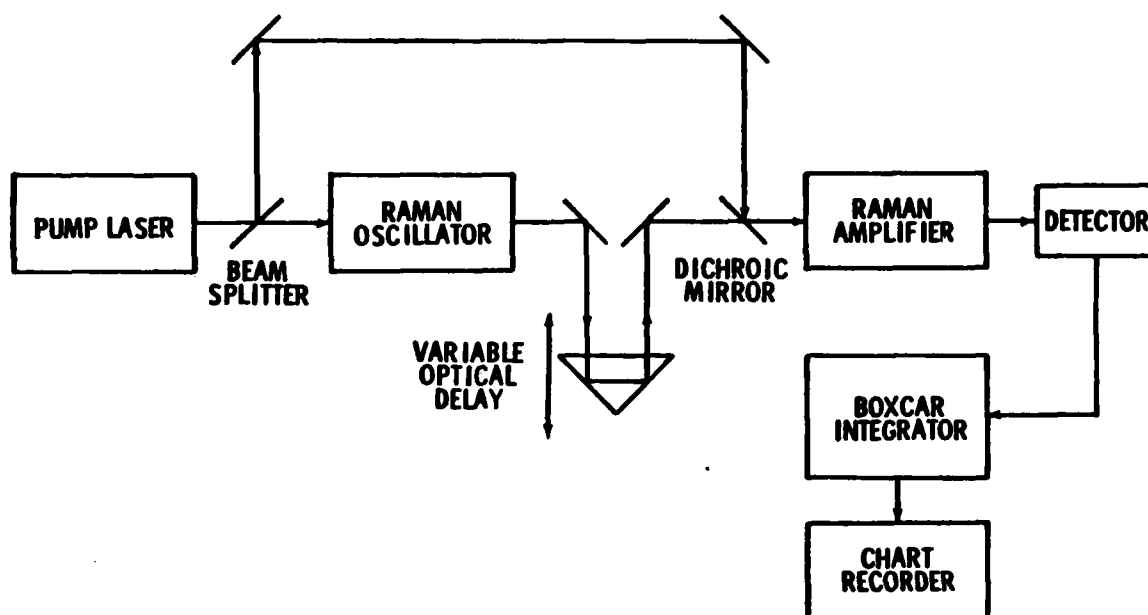 PUMP LASER
BEAM
SPLITTER
RAMAN
OSCILLATOR
VARIABLE
OPTICAL
DELAY
DICHROIC
MIRROR
RAMAN
AMPLIFIER
DETECTOR
BOXCAR
INTEGRATOR
CHART
RECORDER